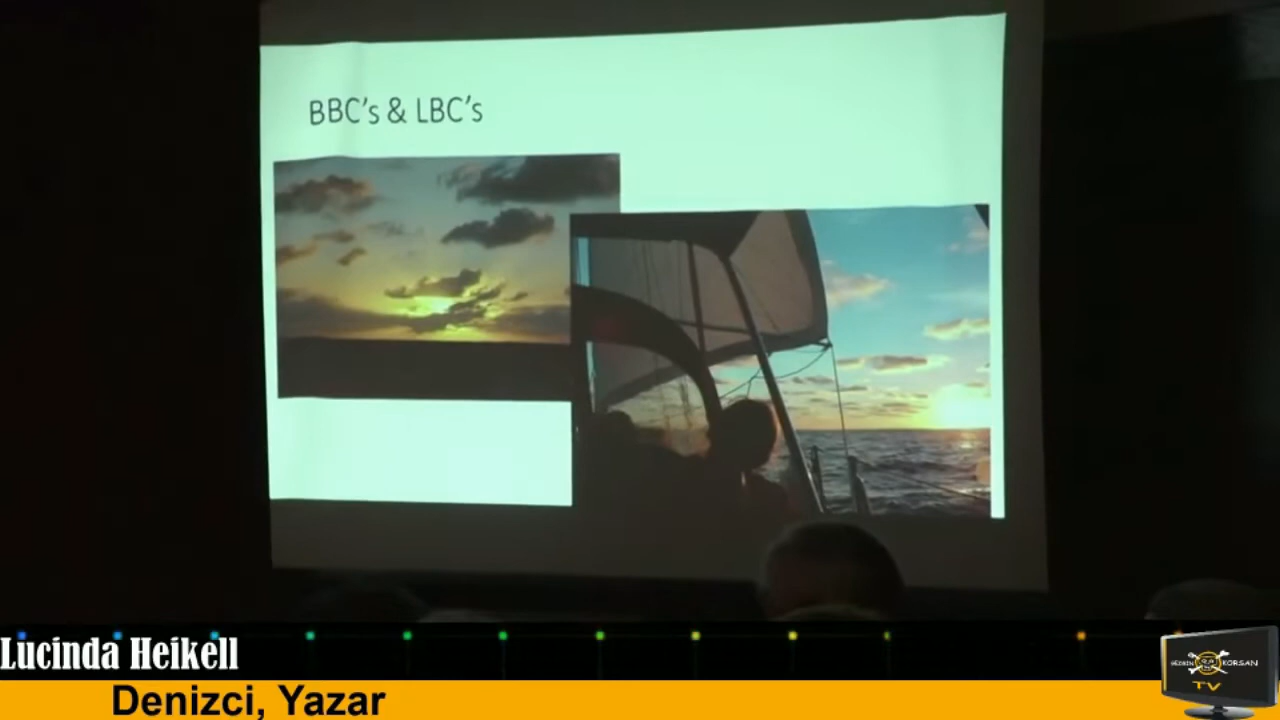 BBC's & LBC's
Lucinda Heikell
Denizci, Yazar
KORSAN
TV